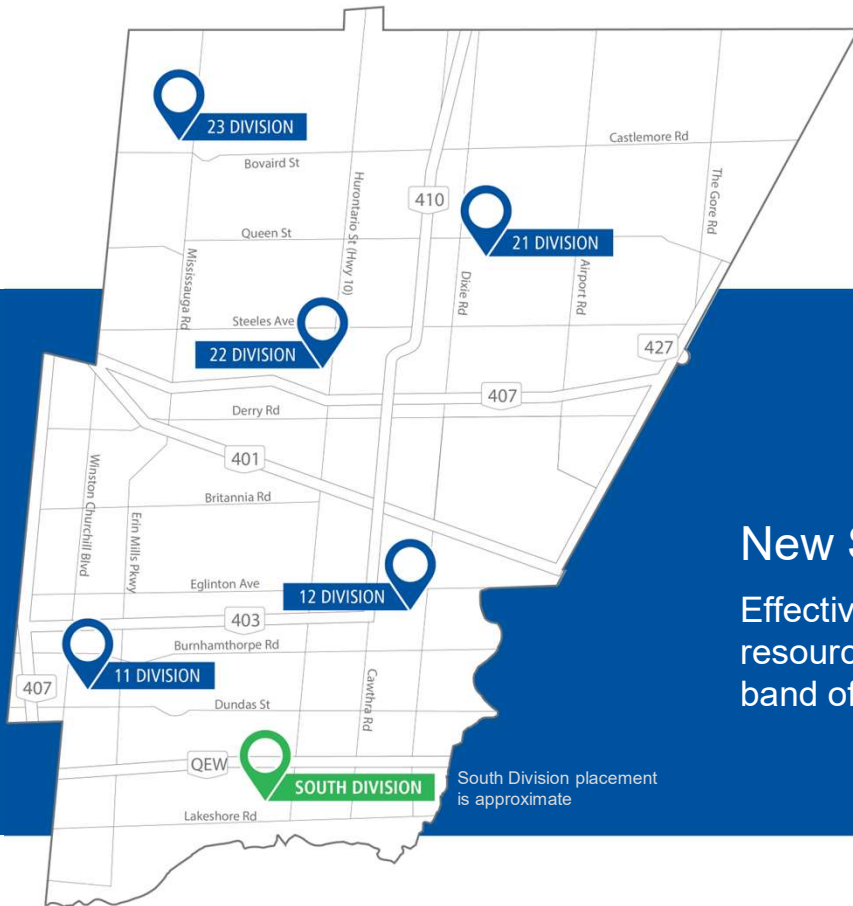 23 DIVISION
Castlemore Rd
Bovaird St
The Gore Rd
Hurontario St (Hwy 10)
410
Queen St
21 DIVISION
Mississauga Rd
Dixie Rd
Airport Rd
Steeles Ave
22 DIVISION
427
407
Derry Rd
401
Winston Churchill Blvd
Britannia Rd
Erin Mills Pkwy
New
Eglinton Ave
12 DIVISION
403
Burnhamthorpe Rd
11 DIVISION
407
Cawthra Rd
Dundas St
band of
QEW
SOUTH DIVISION
South Division placement
is approximate
Lakeshore Rd